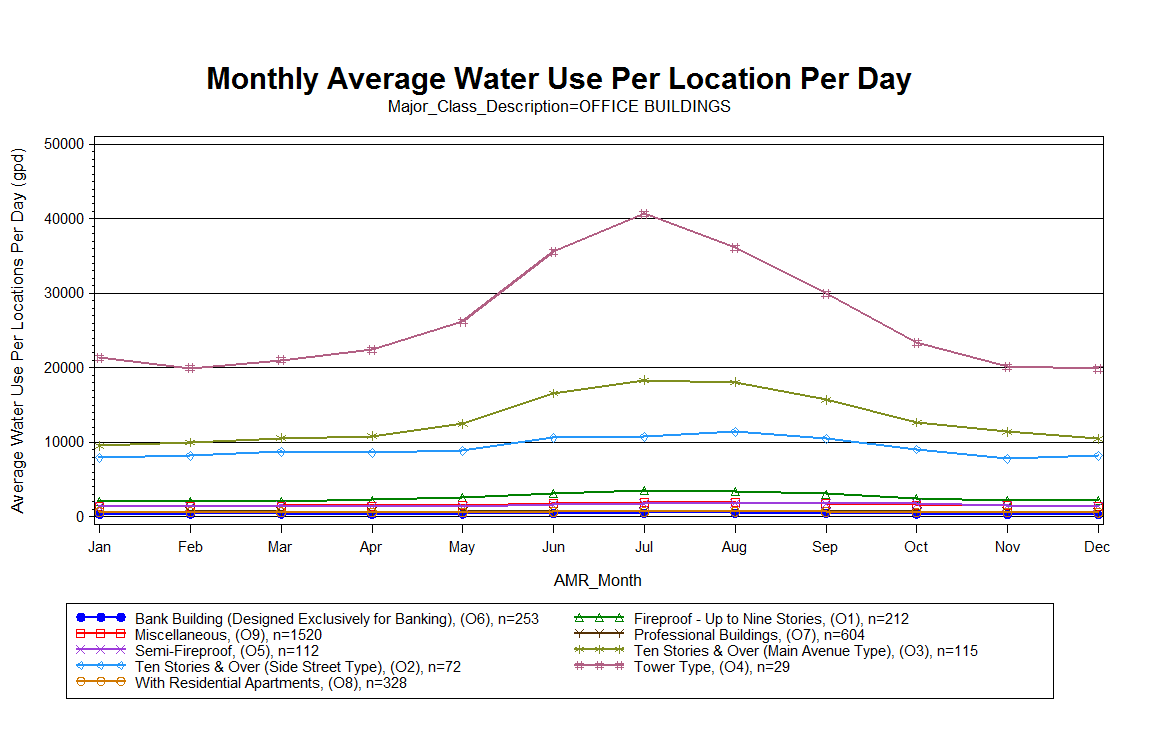 Monthly Average Water Use Per Location Per Day
Major_Class_Description=OFFICE BUILDINGS
Average Water Use Per Locations Per Day (gpd)
50000
40000
30000
20000
10000
0
Jan Feb Mar Apr May Jun Jul Aug Sep Oct Nov Dec
AMR_Month
Bank Building (Designed Exclusively for Banking), (O6), n=253 Fireproof - Up to Nine Stories, (O1), n=212
Miscellaneous, (O9), n=1520 Professional Buildings, (O7), n=604
Semi-Fireproof, (O5), n=112 Ten Stories & Over (Main Avenue Type), (O3), n=115
Ten Stories & Over (Side Street Type), (O2), n=72 Tower Type, (O4), n=29
With Residential Apartments, (O8), n=328